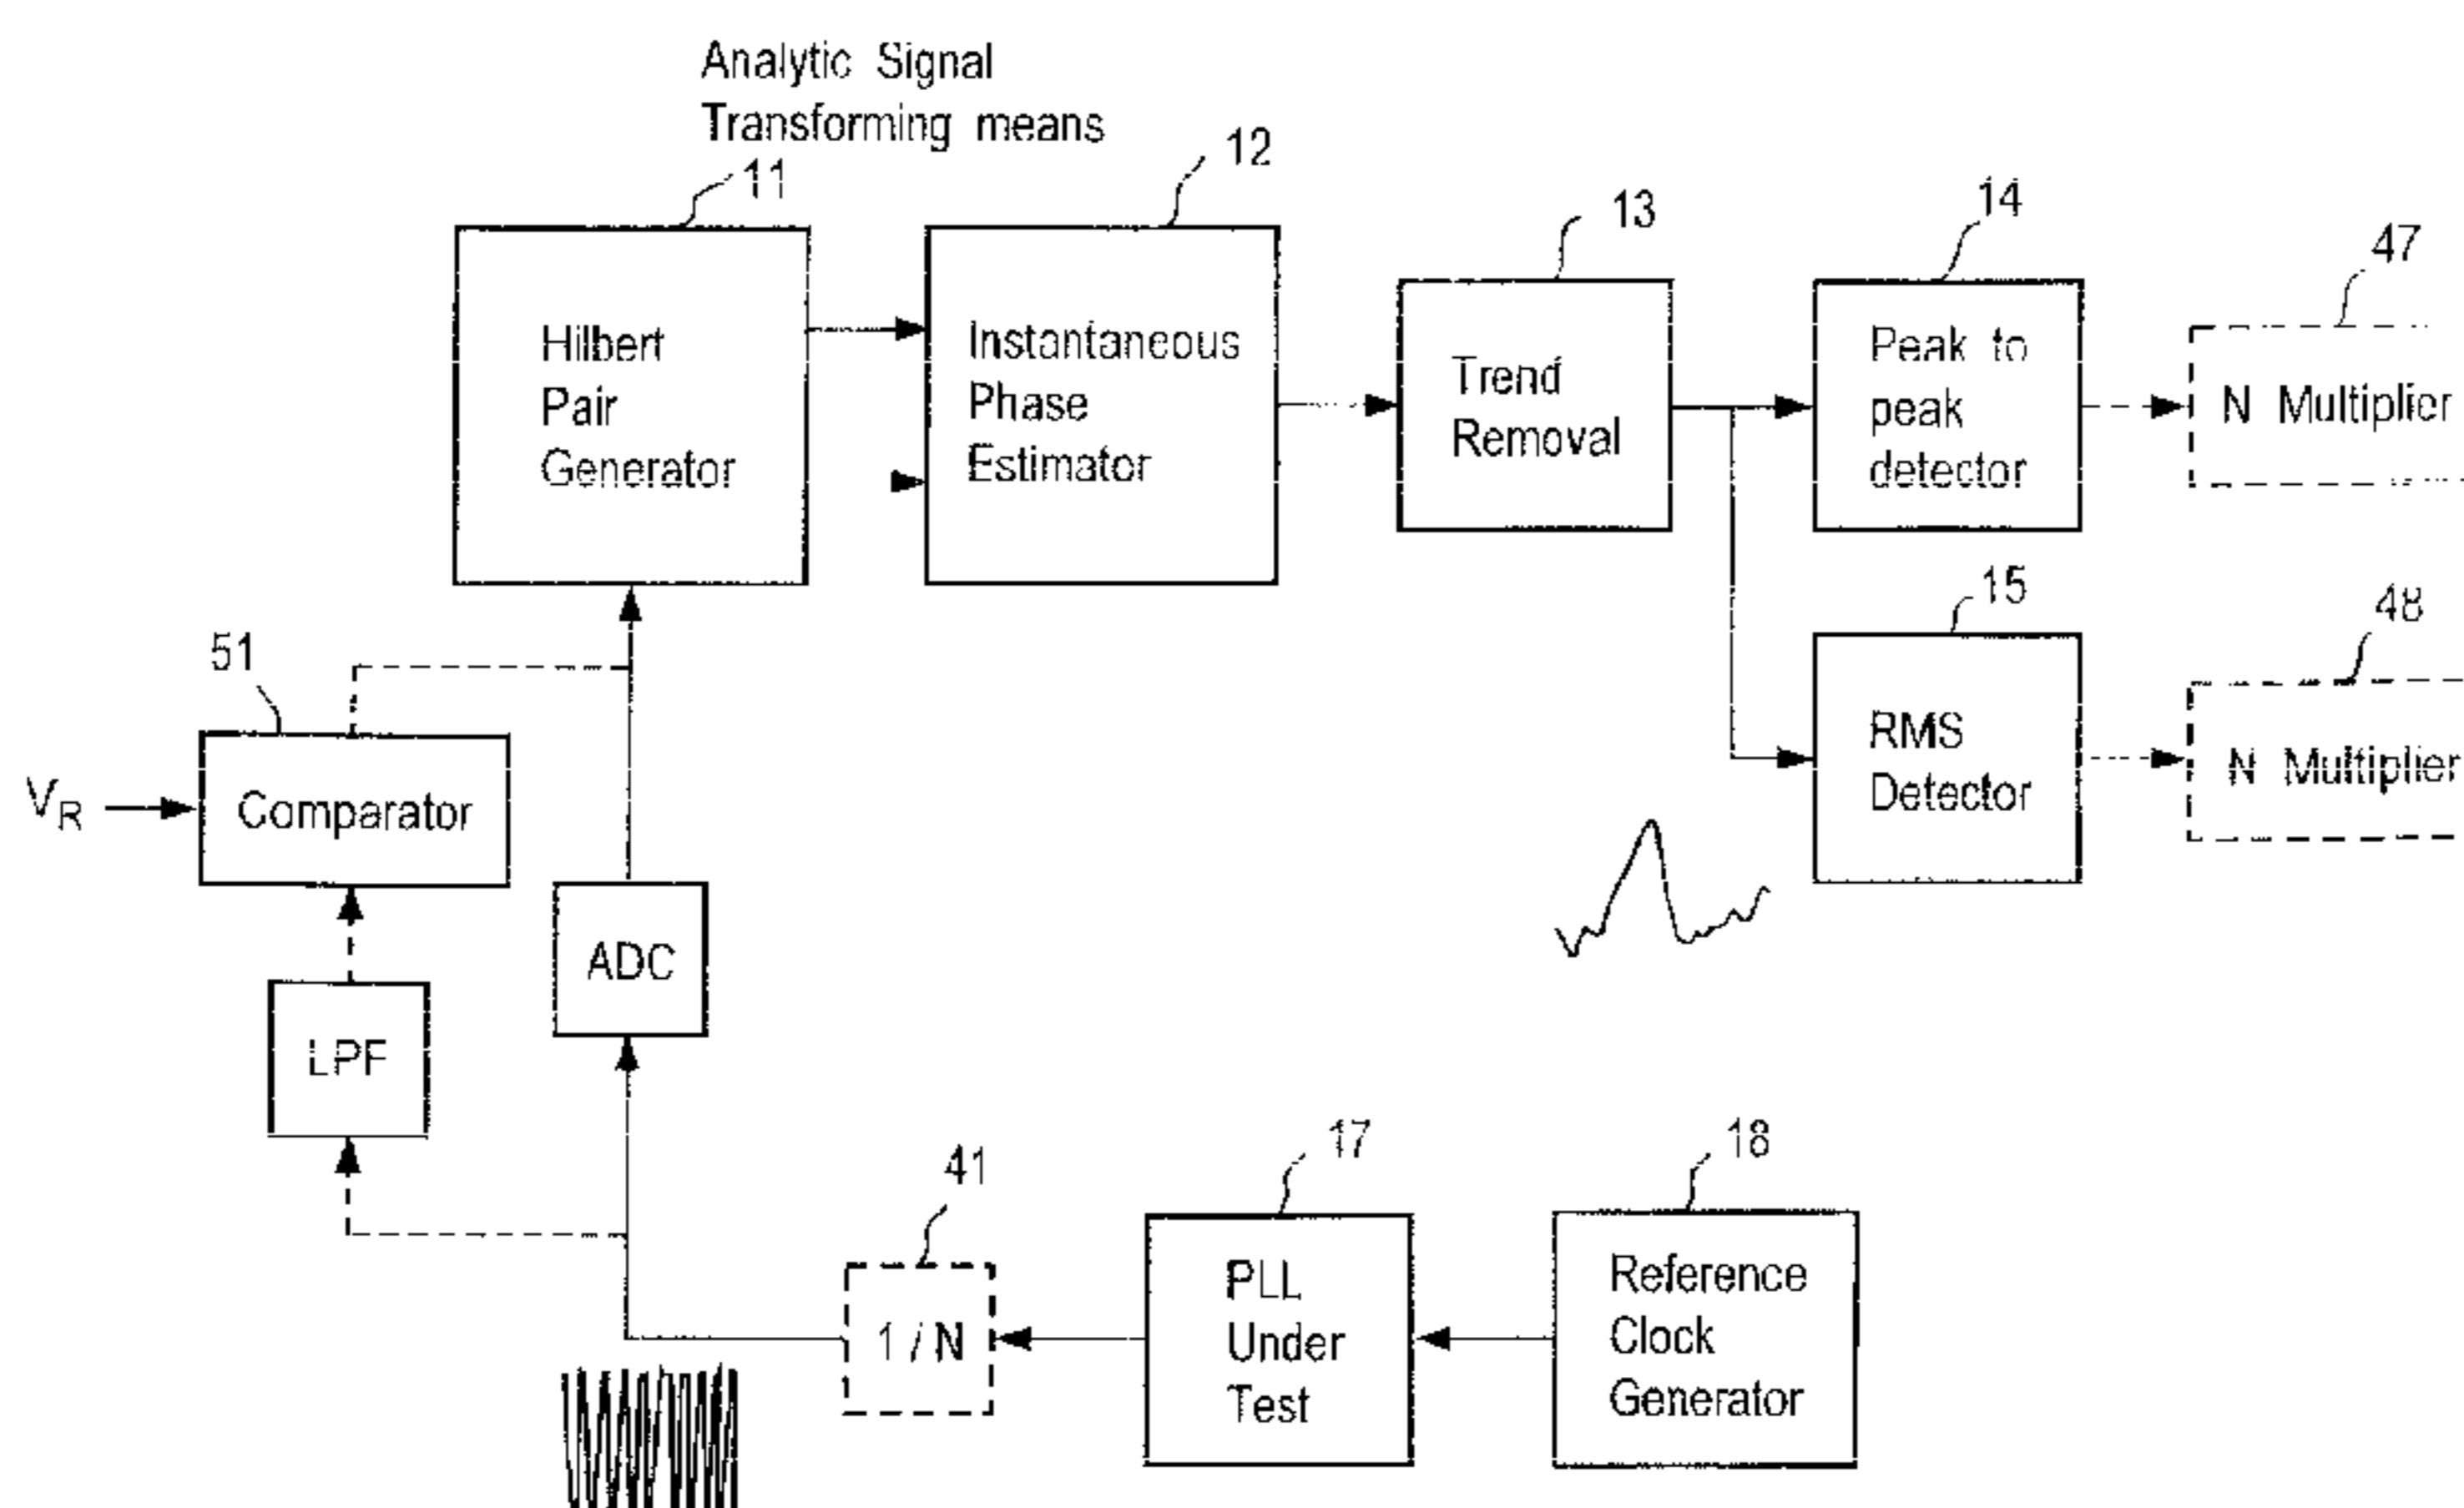 Analytic Signal
Transforming means
11
12
13
14
47
Hilbert
Pair
Generator
Instantaneous
Phase
Estimator
Trend
Removal
Peak to
peak
detector
N Multiplier
15
48
51
RMS
Detector
N Multiplier
VR
Comparator
ADC
LPF
41
17
18
1 / N
PLL
Under
Test
Reference
Clock
Generator